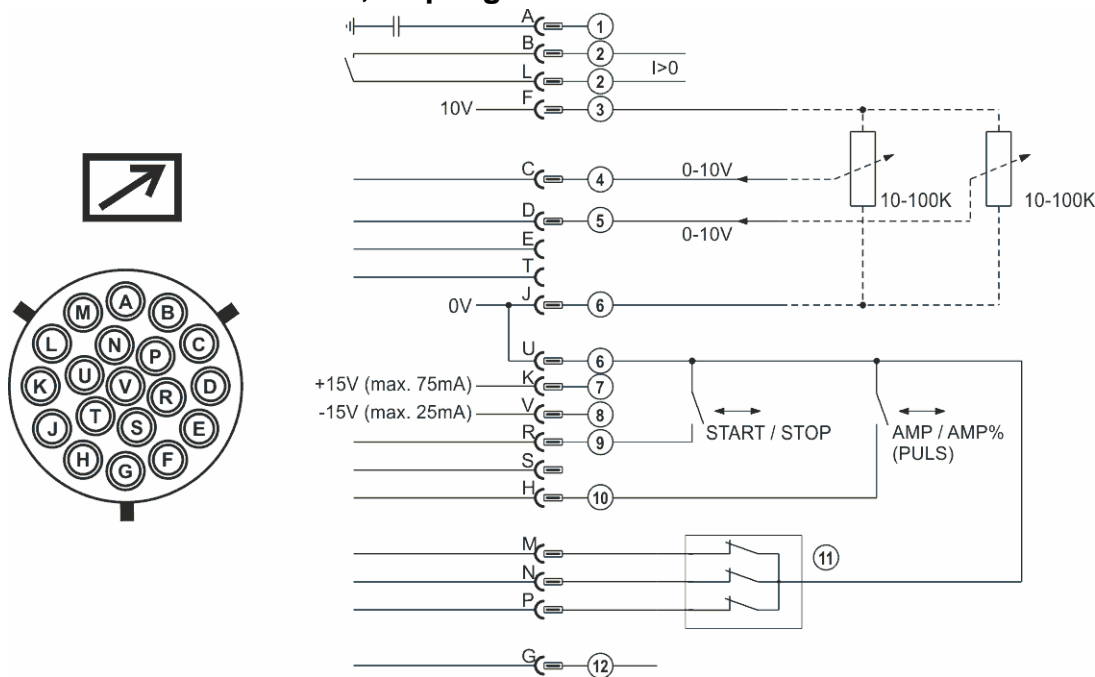 A 1
B 2
L 2 I>0
10V F 3
C 4 0-10V
10-100K 10-100K
D 5
0-10V
E
T
0V J 6
U 6
+15V (max. 75mA) K 7
-15V (max. 25mA) V 8
START / STOP AMP / AMP%
(PULS)
R 9
S
H 10
M
11
N
P
G 12
A
M B
N
L P C
U
K V D
R
T
J S E
H F
G